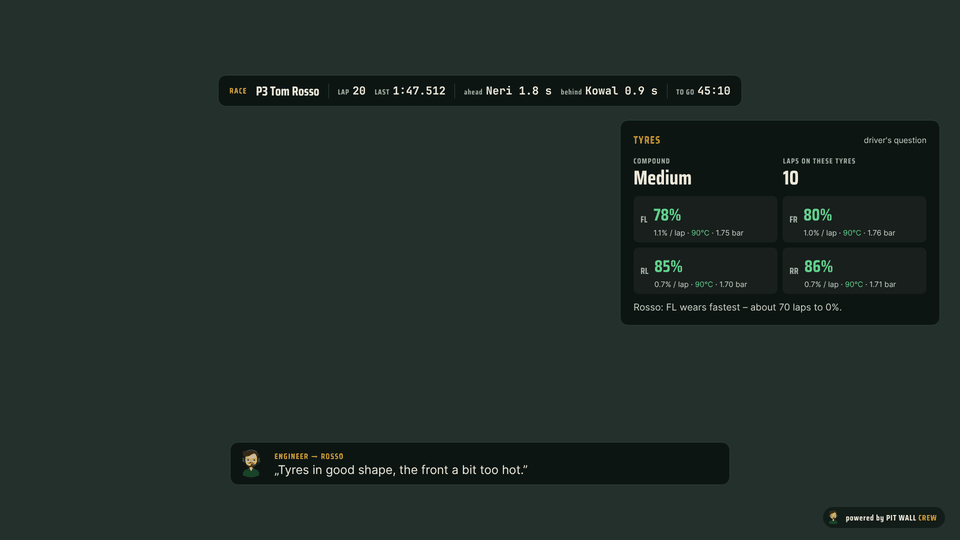 RACE P3 Tom Rosso LAP 20 LAST 1:47.512 ahead Neri 1.8 s behind Kowal 0.9 s TO GO 45:10
TYRES driver's question
COMPOUND LAPS ON THESE TYRES
Medium 10
FL 78% FR 80%
1.1% / lap · 90°C · 1.75 bar 1.0% / lap · 90°C · 1.76 bar
RL 85% RR 86%
0.7% / lap · 90°C · 1.70 bar 0.7% / lap · 90°C · 1.71 bar
Rosso: FL wears fastest – about 70 laps to 0%.
ENGINEER — ROSSO
„Tyres in good shape, the front a bit too hot.”
powered by PIT WALL CREW